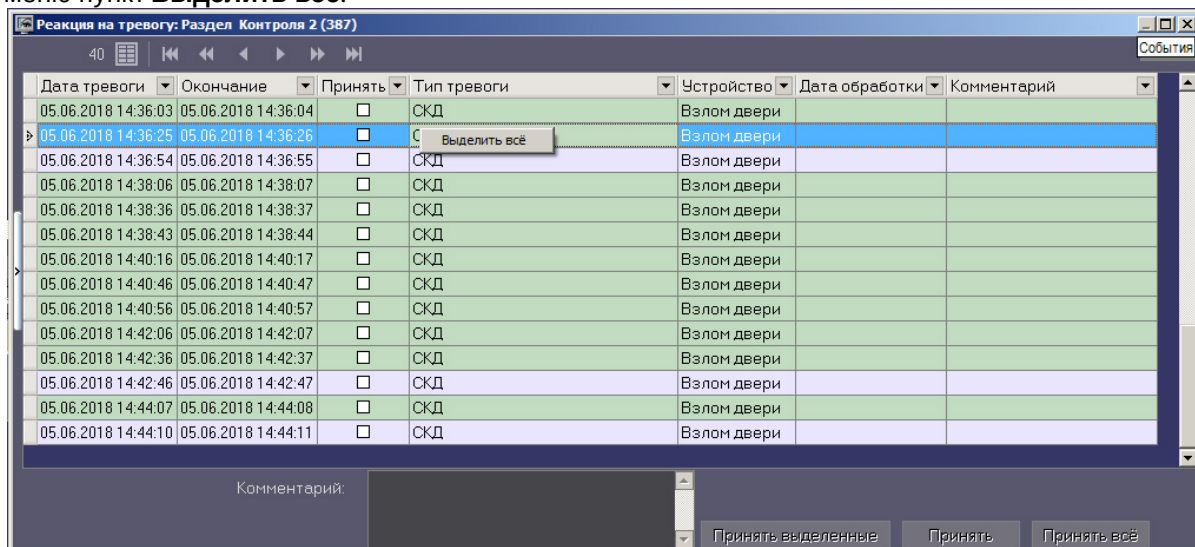 меню пункт Выделить все.
Реакция на тревогу: Раздел Контроля 2 (387)
События
40
Дата тревоги Окончание Принять Тип тревоги Устройство Дата обработки Комментарий
05.06.2018 14:36:03 05.06.2018 14:36:04 СКД Взлом двери
05.06.2018 14:36:25 05.06.2018 14:36:26 С Взлом двери
Выделить всё
05.06.2018 14:36:54 05.06.2018 14:36:55 СКД Взлом двери
05.06.2018 14:38:06 05.06.2018 14:38:07 СКД Взлом двери
05.06.2018 14:38:36 05.06.2018 14:38:37 СКД Взлом двери
05.06.2018 14:38:43 05.06.2018 14:38:44 СКД Взлом двери
05.06.2018 14:40:16 05.06.2018 14:40:17 СКД Взлом двери
05.06.2018 14:40:46 05.06.2018 14:40:47 СКД Взлом двери
05.06.2018 14:40:56 05.06.2018 14:40:57 СКД Взлом двери
05.06.2018 14:42:06 05.06.2018 14:42:07 СКД Взлом двери
05.06.2018 14:42:36 05.06.2018 14:42:37 СКД Взлом двери
05.06.2018 14:42:46 05.06.2018 14:42:47 СКД Взлом двери
05.06.2018 14:44:07 05.06.2018 14:44:08 СКД Взлом двери
05.06.2018 14:44:10 05.06.2018 14:44:11 СКД Взлом двери
Комментарий:
Принять выделенные Принять Принять всё